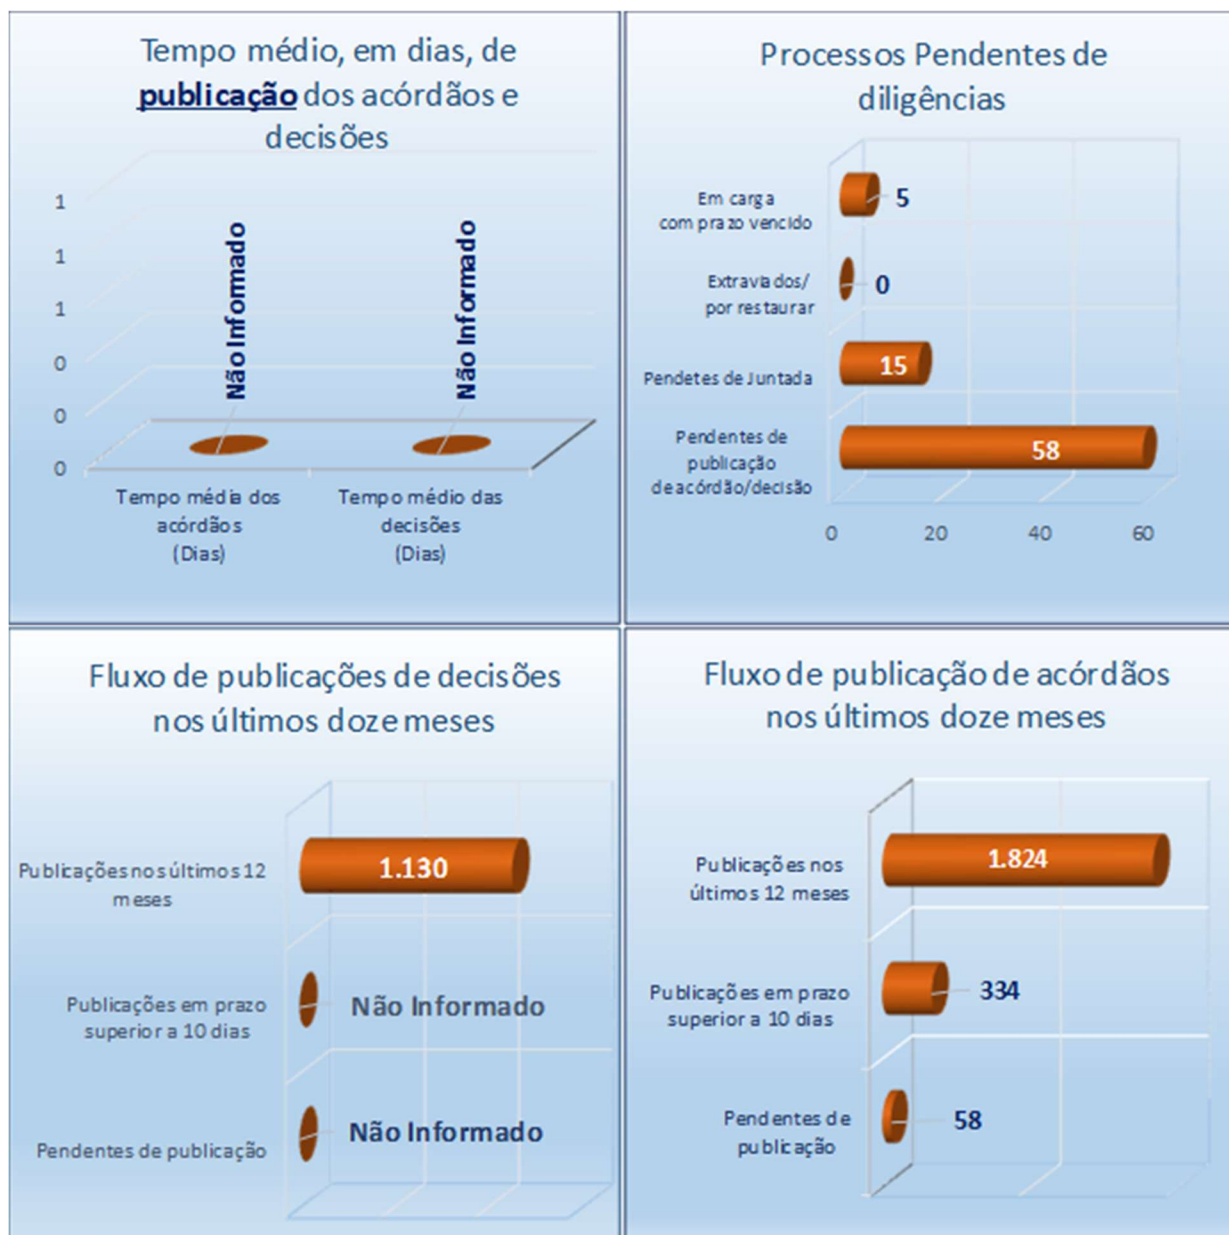 Tempo médio, em dias, de
publicação dos acórdãos e
decisões
1
1
1
0
0
0
Não Informado
Não Informado
Tempo média dos
acórdãos
(Dias)
Tempo médio das
decisões
(Dias)
Processos Pendentes de
diligências
Em carga
com prazo vencido
5
Extraviados/
por restaurar
0
Pendetes de Juntada
15
Pendentes de
publicação
de acórdão/decisão
58
0 20 40 60
Fluxo de publicações de decisões
nos últimos doze meses
Publicações nos últimos 12
meses
1.130
Publicações em prazo
superior a 10 dias
Não Informado
Pendentes de publicação
Não Informado
Fluxo de publicação de acórdãos
nos últimos doze meses
Publicações nos
últimos 12 meses
1.824
Publicações em prazo
superior a 10 dias
334
Pendentes de
publicação
58